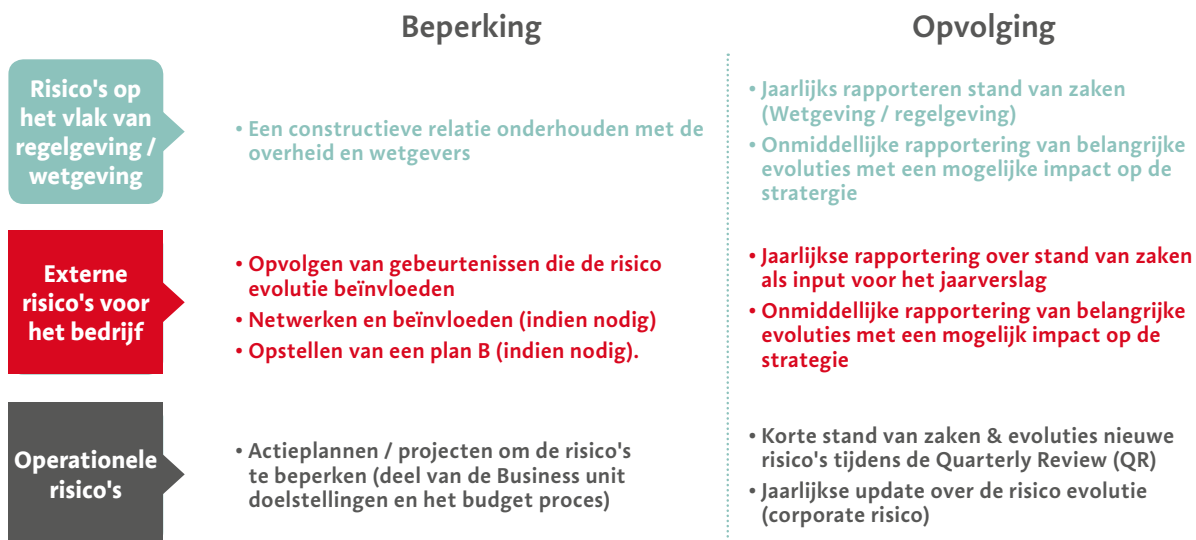 Beperking
Opvolging
Risico's op
het vlak van
regelgeving /
wetgeving
• Een constructieve relatie onderhouden met de
overheid en wetgevers
• Jaarlijks rapporteren stand van zaken
(Wetgeving / regelgeving)
• Onmiddellijke rapportering van belangrijke
evoluties met een mogelijke impact op de
stratergie
Externe
risico's voor
het bedrijf
• Opvolgen van gebeurtenissen die de risico
evolutie beïnvloeden
• Netwerken en beïnvloeden (indien nodig)
• Opstellen van een plan B (indien nodig).
• Jaarlijkse rapportering over stand van zaken
als input voor het jaarverslag
• Onmiddellijke rapportering van belangrijke
evoluties met een mogelijk impact op de
strategie
Operationele
risico's
• Actieplannen / projecten om de risico's
te beperken (deel van de Business unit
doelstellingen en het budget proces)
• Korte stand van zaken & evoluties nieuwe
risico's tijdens de Quarterly Review (QR)
• Jaarlijkse update over de risico evolutie
(corporate risico)